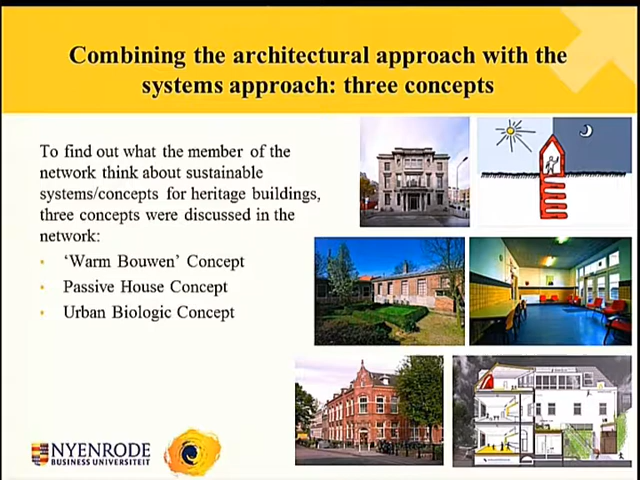 Combining the architectural approach with the
systems approach: three concepts
To find out what the member of the
network think about sustainable
systems/concepts for heritage buildings,
three concepts were discussed in the
network:
• ‘Warm Bouwen’ Concept
• Passive House Concept
• Urban Biologic Concept
NYENRODE
BUSINESS UNIVERSITEIT